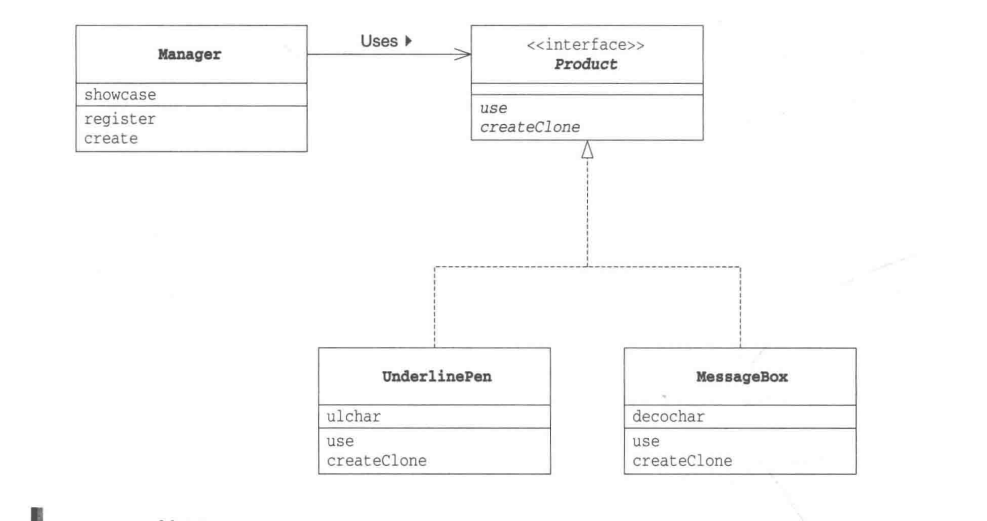 Manager
showcase
register
create
Uses ▶
<<interface>>
Product
use
createClone
UnderlinePen
ulchar
use
createClone
MessageBox
decochar
use
createClone